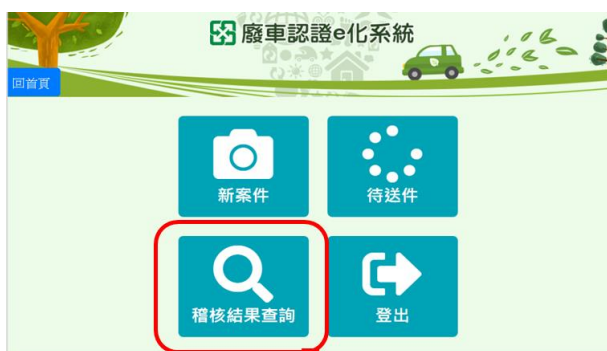 廢車認證e化系統
回首頁
新案件
待送件
稽核結果查詢
登出